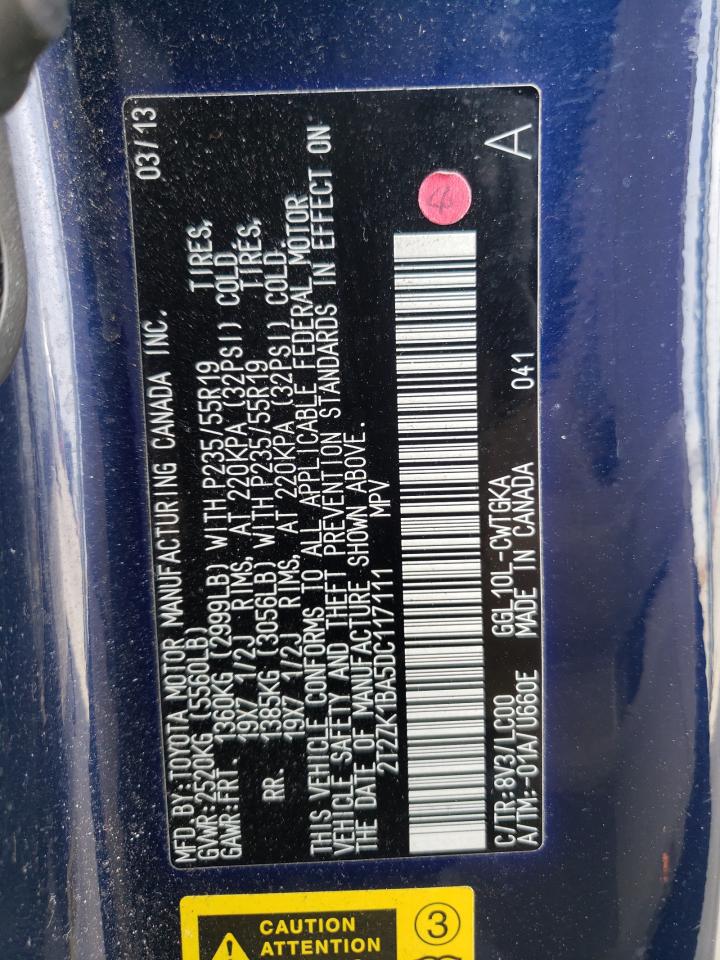 MFD. BY: TOYOTA MOTOR MANUFACTURING CANADA INC. 03/13
GVWR: 2520KG (5560LB)
GAWR: FRT. 1360KG (2999LB) WITH P235/55R19 TIRES,
19X7 1/2J RIMS, AT 220KPA (32PSI) COLD.
RR. 1385KG (3056LB) WITH P235/55R19 TIRES,
19X7 1/2J RIMS, AT 220KPA (32PSI) COLD.
THIS VEHICLE CONFORMS TO ALL APPLICABLE FEDERAL MOTOR
VEHICLE SAFETY AND THEFT PREVENTION STANDARDS IN EFFECT ON
THE DATE OF MANUFACTURE SHOWN ABOVE.
2T2ZK1BA5DC117111 MPV
C/TR: 8V3/LC00 GGL10L-CWTGKA 041 A
A/TM: -01A/U660E MADE IN CANADA
CAUTION
ATTENTION
3